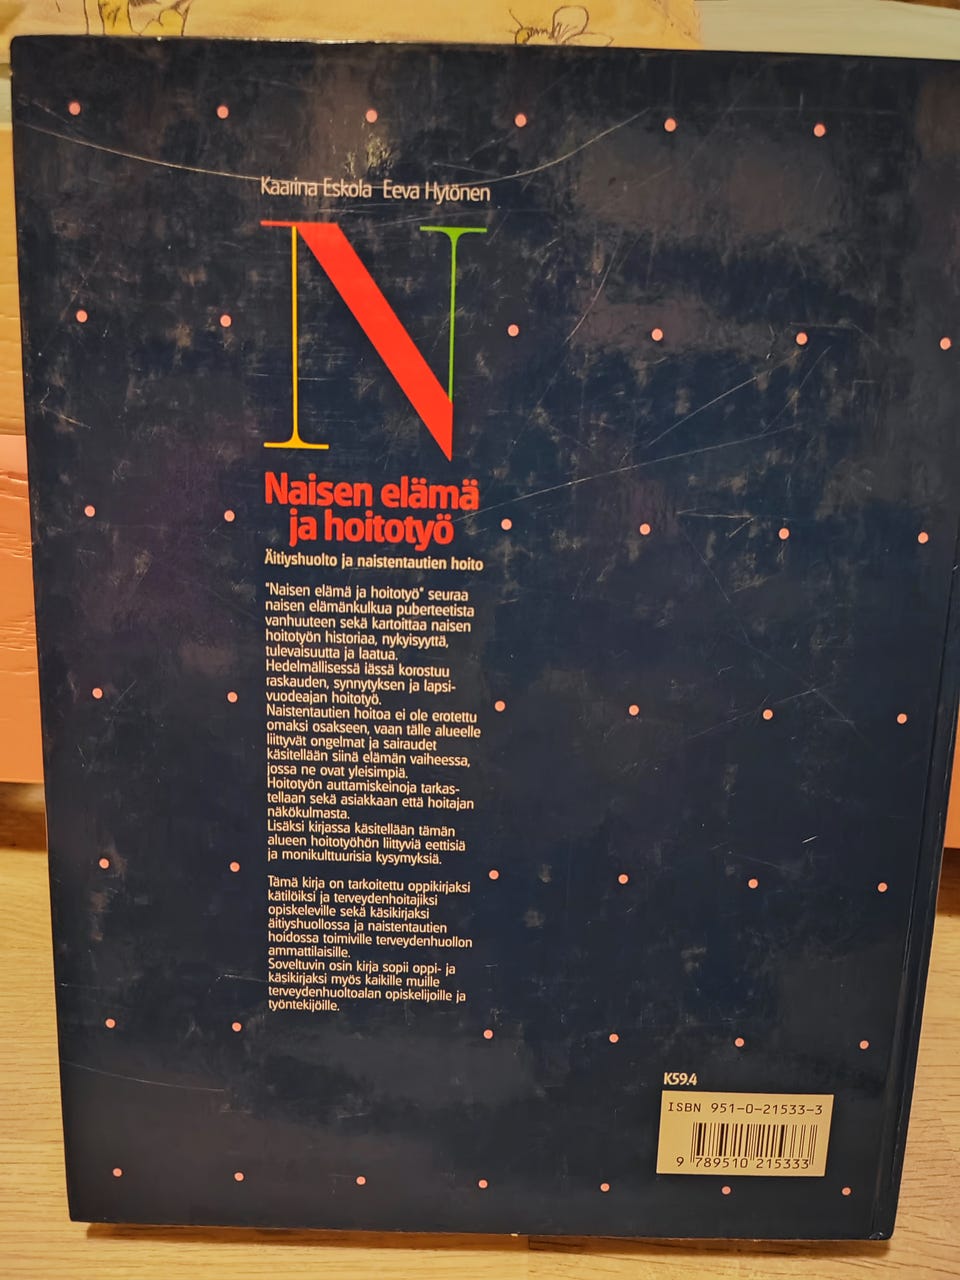 Kaarina Eskola Eeva Hytönen
N
Naisen elämä
ja hoitotyö
Äitiyshuolto ja naistentautien hoito
"Naisen elämä ja hoitotyö" seuraa
naisen elämänkulkua puberteetista
vanhuuteen sekä kartoittaa naisen
hoitotyön historiaa, nykyisyyttä,
tulevaisuutta ja laatua.
Hedelmällisessä iässä korostuu
raskauden, synnytyksen ja lapsi-
vuodeajan hoitotyö.
Naistentautien hoitoa ei ole erotettu
omaksi osakseen, vaan tälle alueelle
liittyvät ongelmat ja sairaudet
käsitellään siinä elämän vaiheessa,
jossa ne ovat yleisimpiä.
Hoitotyön auttamiskeinoja tarkas-
tellaan sekä asiakkaan että hoitajan
näkökulmasta.
Lisäksi kirjassa käsitellään tämän
alueen hoitotyöhön liittyviä eettisiä
ja monikulttuurisia kysymyksiä.
Tämä kirja on tarkoitettu oppikirjaksi
kätilöiksi ja terveydenhoitajiksi
opiskeleville sekä käsikirjaksi
äitiyshuollossa ja naistentautien
hoidossa toimiville terveydenhuollon
ammattilaisille.
Soveltuvin osin kirja sopii oppi- ja
käsikirjaksi myös kaikille muille
terveydenhuoltoalan opiskelijoille ja
työntekijöille.
K59.4
ISBN 951-0-21533-3
9 789510 215333